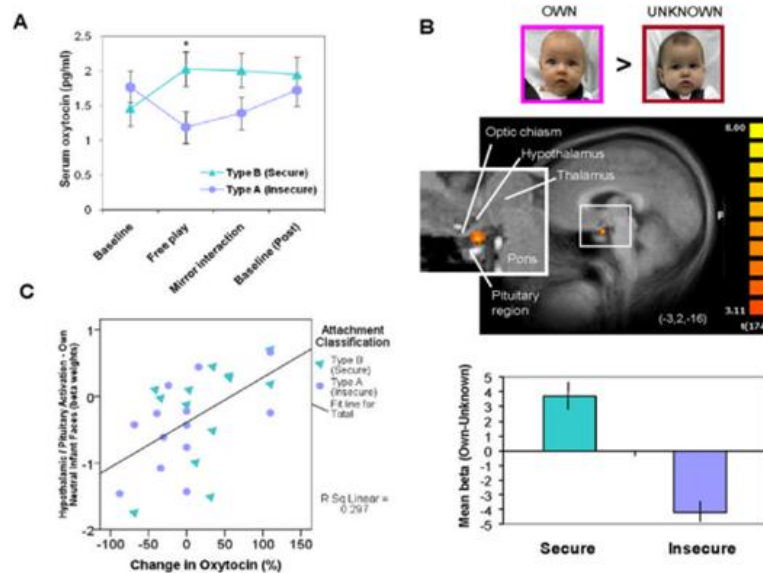 A
Serum oxytocin (pg/ml)
2.5
2
1.5
1
0.5
0
*
Type B (Secure)
Type A (Insecure)
Baseline
Free play
Mirror interaction
Baseline (Post)
B
OWN
UNKNOWN
>
Optic chiasm
Hypothalamus
Thalamus
Pons
Pituitary
region
8.00
3.11
t(174
(-3,2,-16)
Mean beta (Own-Unknown)
5
4
3
2
1
0
-1
-2
-3
-4
-5
Secure
Insecure
C
Hypothalamic / Pituitary Activation - Own
Neutral Infant Faces (beta weights)
1
0
-1
-2
-100
-50
0
50
100
150
Change in Oxytocin (%)
Attachment
Classification
Type B
(Secure)
Type A
(Insecure)
Fit line for
Total
R Sq Linear =
0.297